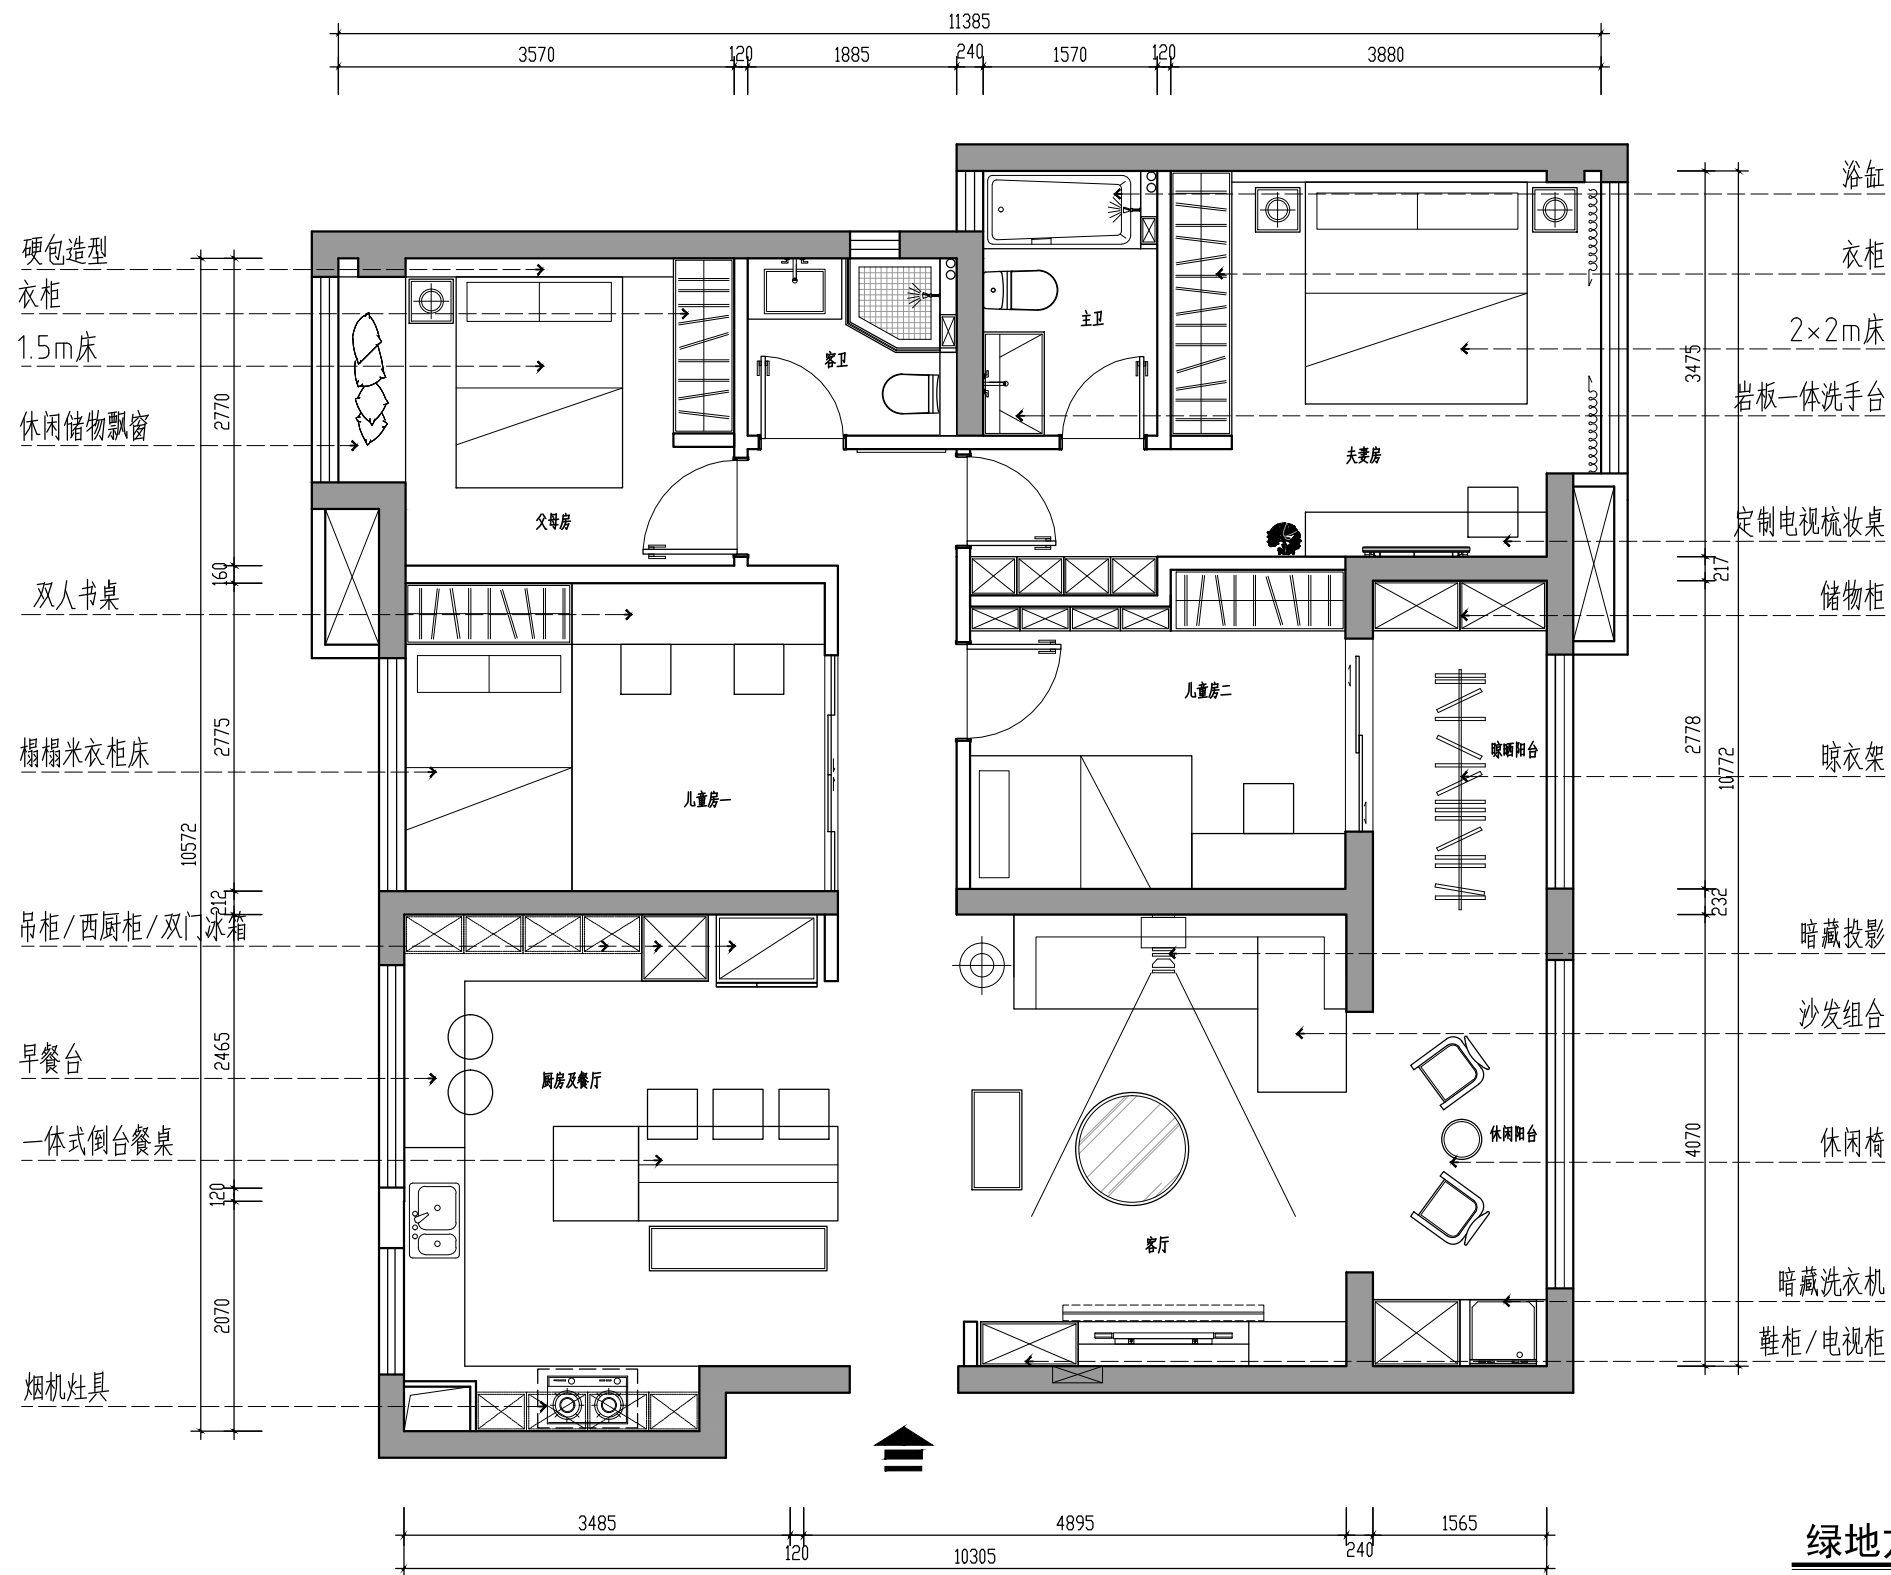 11385
3570
120
1885
240
1570
120
3880
硬包造型
衣柜
1.5m床
休闲储物飘窗
双人书桌
榻榻米衣柜床
吊柜/西厨柜/双门冰箱
早餐台
一体式倒台餐桌
烟机灶具
10572
2770
160
2775
212
2465
120
2070
客卫
主卫
夫妻房
父母房
儿童房二
晾晒阳台
儿童房一
厨房及餐厅
休闲阳台
客厅
3475
217
2778
10772
232
4070
浴缸
衣柜
2×2m床
岩板一体洗手台
定制电视梳妆桌
储物柜
晾衣架
暗藏投影
沙发组合
休闲椅
暗藏洗衣机
鞋柜/电视柜
3485
120
4895
240
1565
10305
绿地